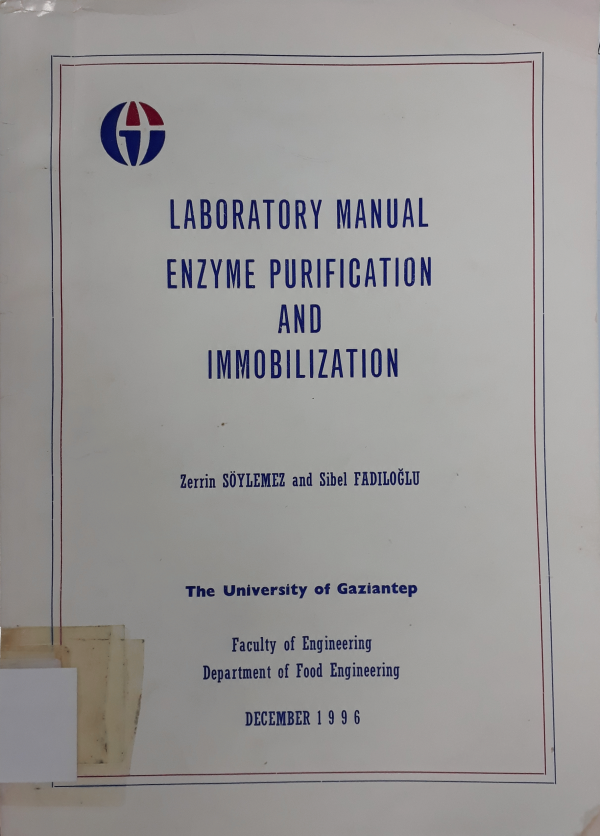 LABORATORY MANUAL
ENZYME PURIFICATION
AND
IMMOBILIZATION
Zerrin SÖYLEMEZ and Sibel FADILOĞLU
The University of Gaziantep
Faculty of Engineering
Department of Food Engineering
DECEMBER 1 9 9 6